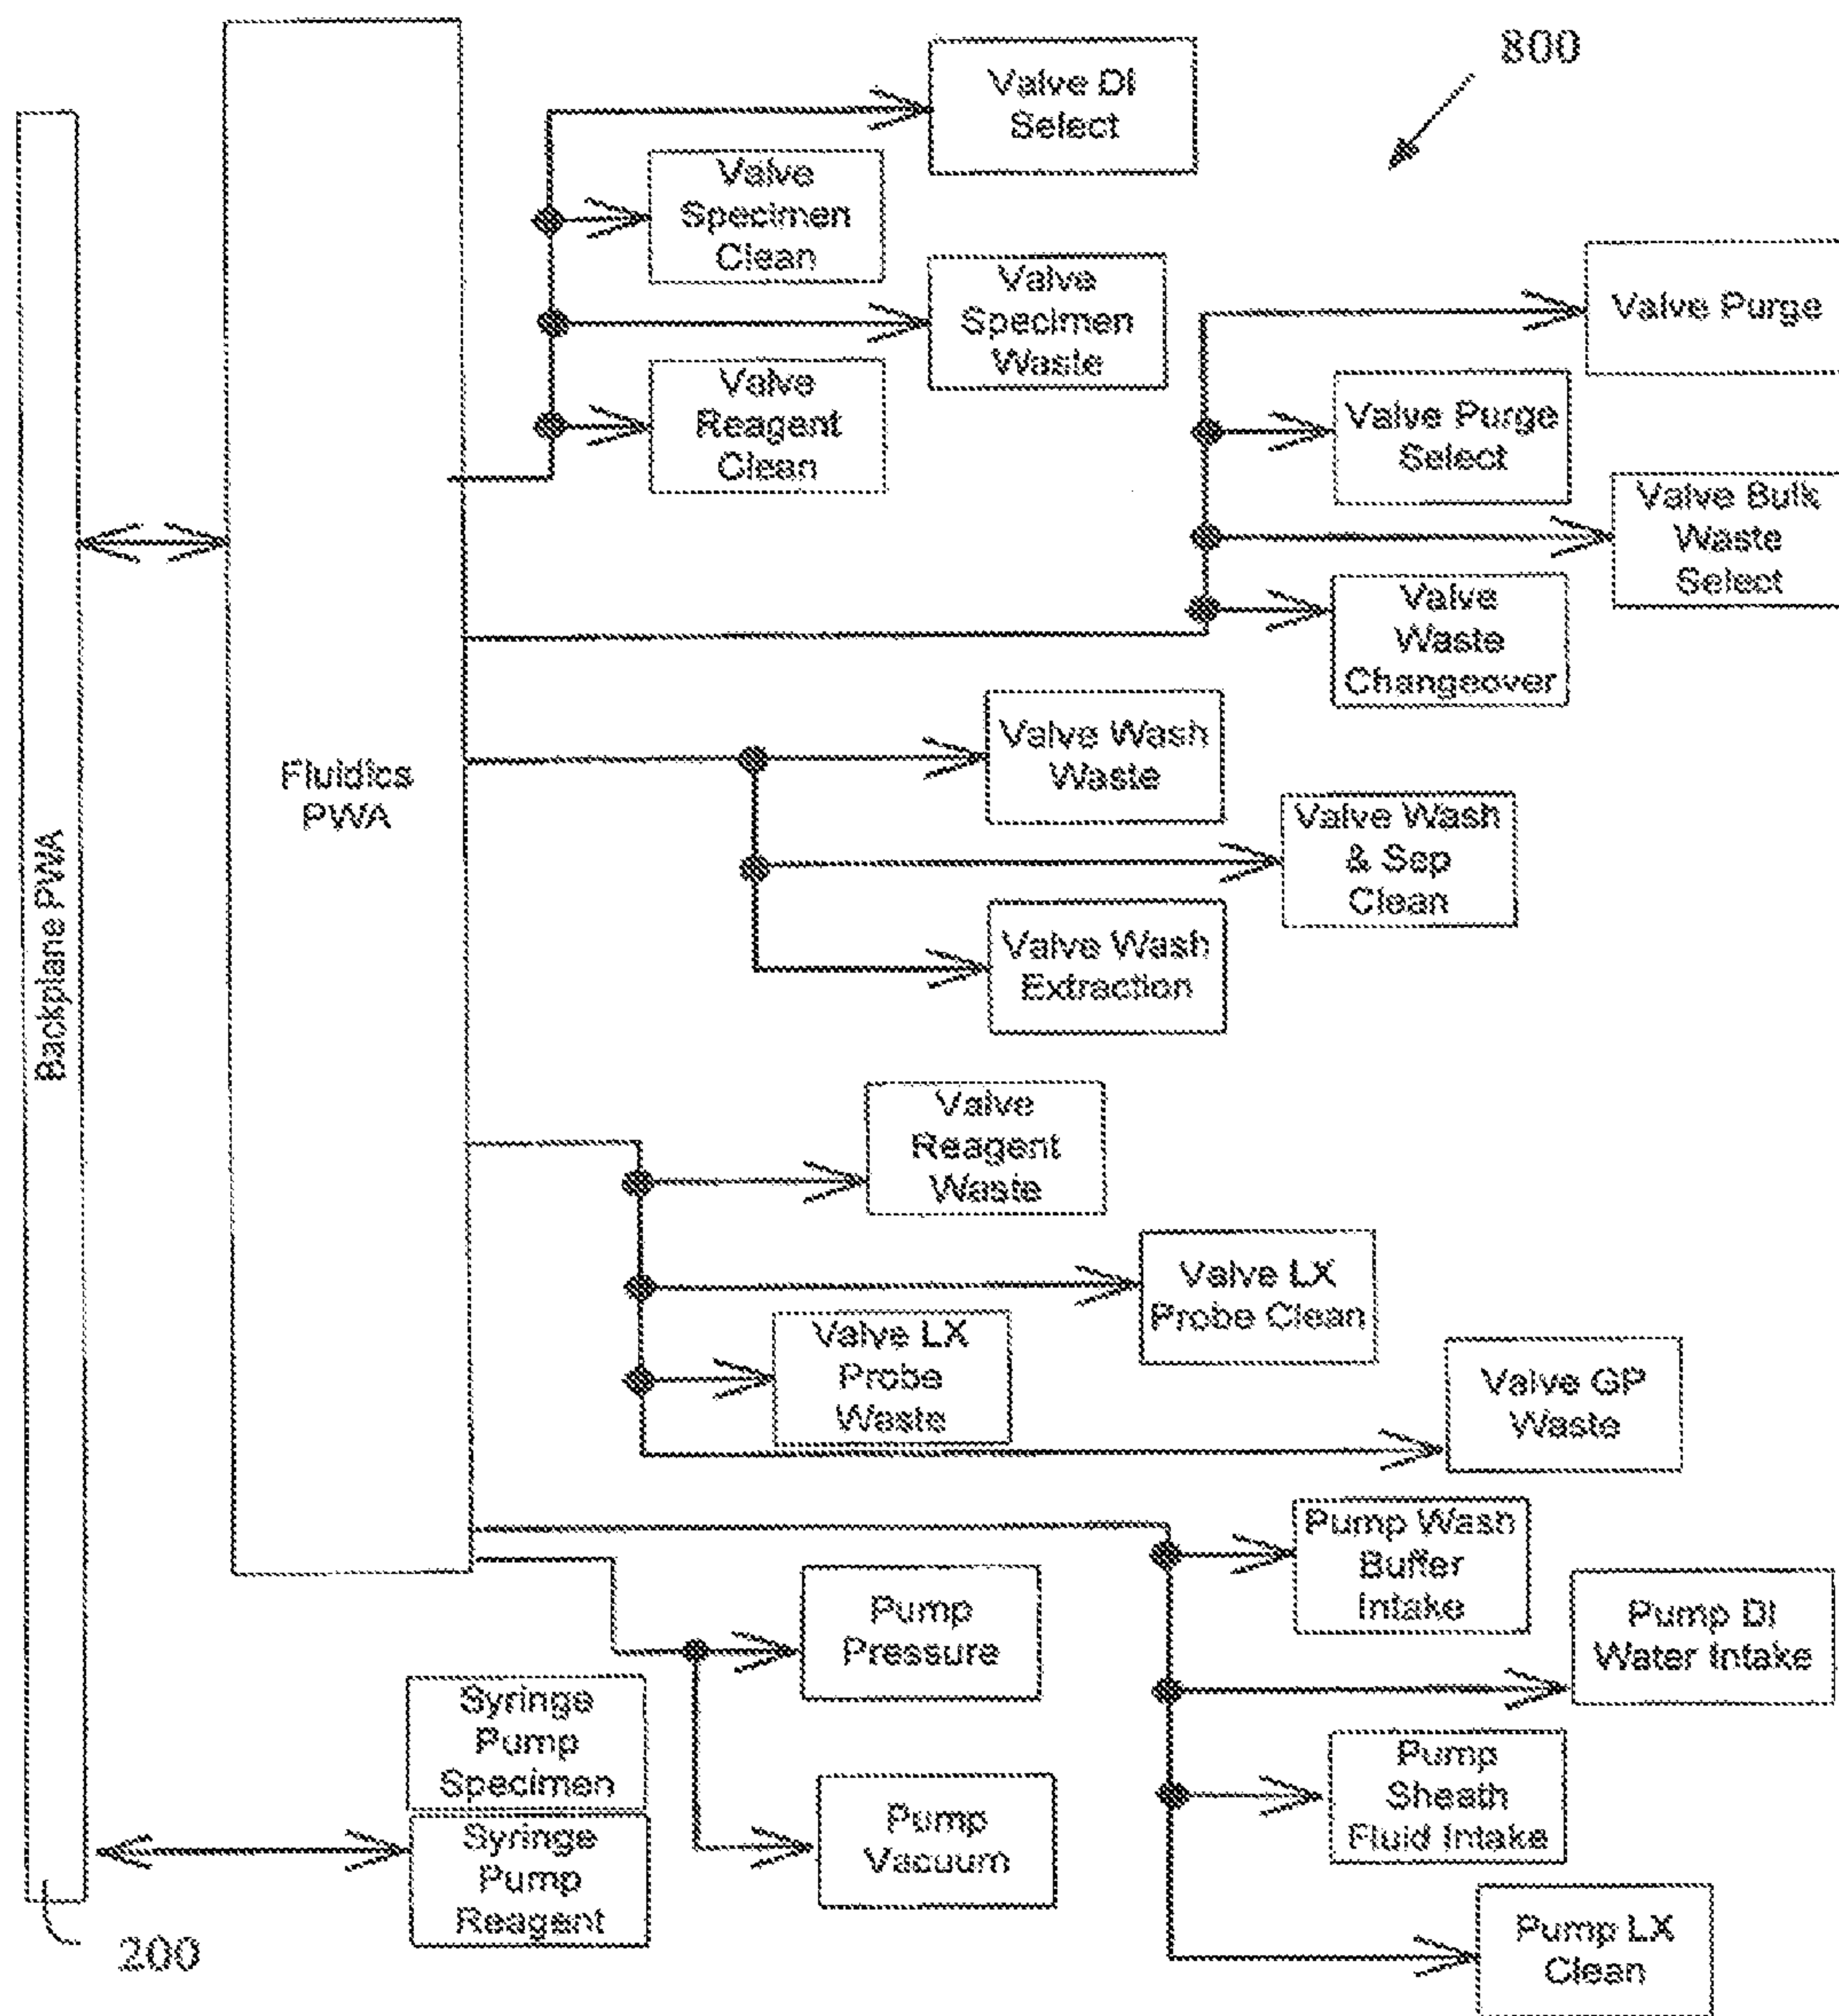 800
Valve DI
Select
Valve
Specimen
Clean
Valve
Specimen
Waste
Valve Purge
Valve
Reagent
Clean
Valve Purge
Select
Valve Bulk
Waste
Select
Valve
Waste
Changeover
Fluidics
PWA
Valve Wash
Waste
Valve Wash
& Sep
Clean
Backplane PWA
Valve Wash
Extraction
Valve
Reagent
Waste
Valve LX
Probe Clean
Valve LX
Probe
Waste
Valve GP
Waste
Pump Wash
Buffer
Intake
Pump
Pressure
Pump DI
Water Intake
Syringe
Pump
Specimen
Pump
Sheath
Fluid Intake
Pump
Vacuum
Syringe
Pump
Reagent
Pump LX
Clean
200